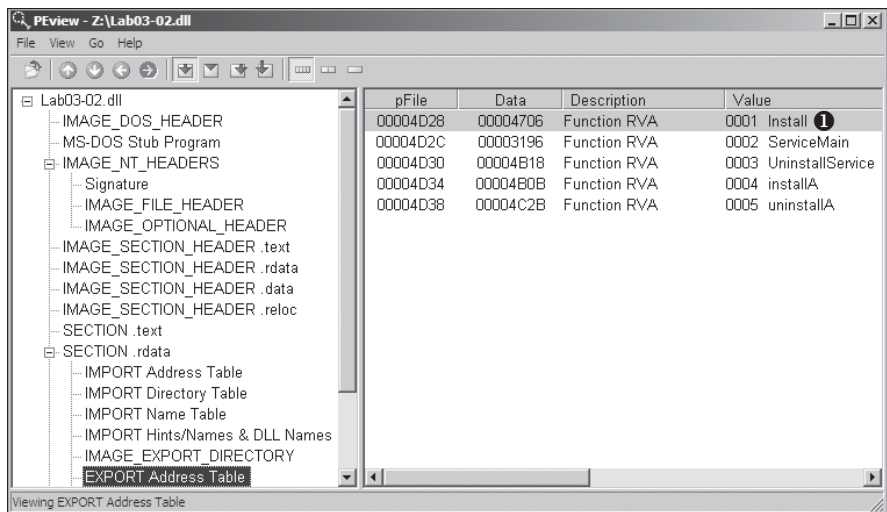 PEview - Z:\Lab03-02.dll
File View Go Help
Lab03-02.dll
IMAGE_DOS_HEADER
MS-DOS Stub Program
IMAGE_NT_HEADERS
Signature
IMAGE_FILE_HEADER
IMAGE_OPTIONAL_HEADER
IMAGE_SECTION_HEADER .text
IMAGE_SECTION_HEADER .rdata
IMAGE_SECTION_HEADER .data
IMAGE_SECTION_HEADER .reloc
SECTION .text
SECTION .rdata
IMPORT Address Table
IMPORT Directory Table
IMPORT Name Table
IMPORT Hints/Names & DLL Names
IMAGE_EXPORT_DIRECTORY
EXPORT Address Table
pFile Data Description Value
00004D28 00004706 Function RVA 0001 Install ❶
00004D2C 00003196 Function RVA 0002 ServiceMain
00004D30 00004B18 Function RVA 0003 UninstallService
00004D34 00004B0B Function RVA 0004 installA
00004D38 00004C2B Function RVA 0005 uninstallA
Viewing EXPORT Address Table